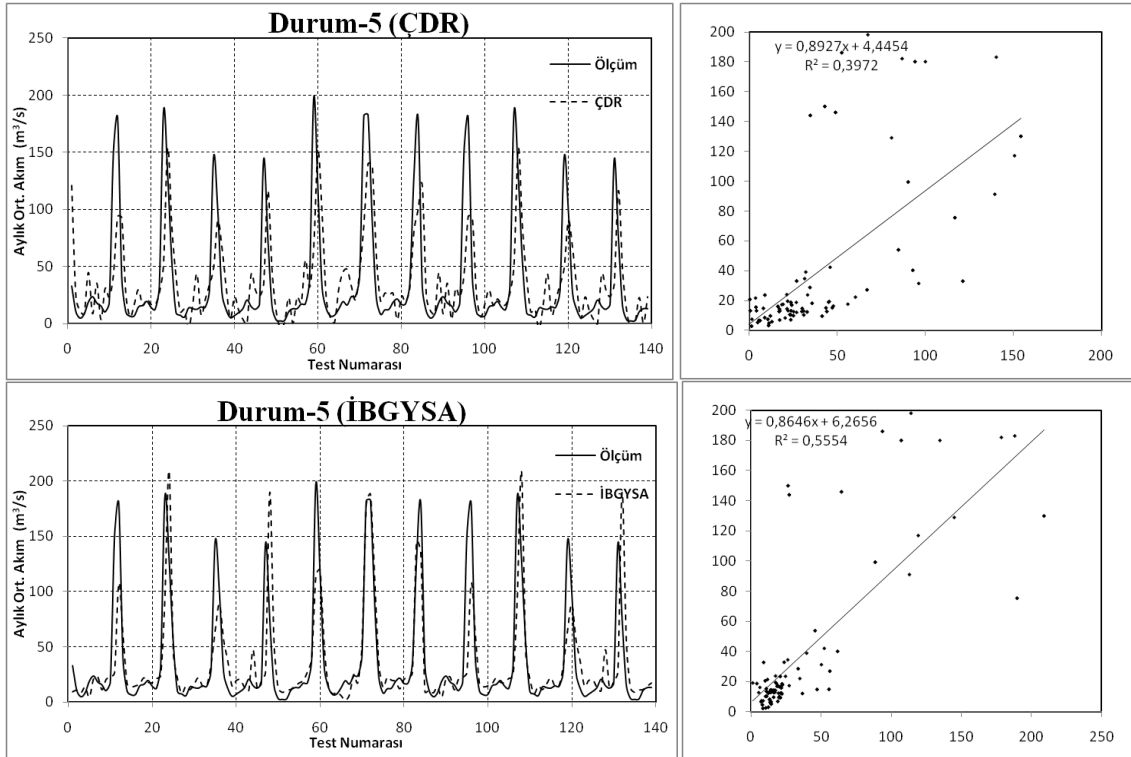 Durum-5 (ÇDR)
Aylık Ort. Akım (m³/s)
250
200
150
100
50
0
Ölçüm
ÇDR
0 20 40 60 80 100 120 140
Test Numarası
y = 0,8927x + 4,4454
R² = 0,3972
200
180
160
140
120
100
80
60
40
20
0
0 50 100 150 200
Durum-5 (İBGYSA)
Aylık Ort. Akım (m³/s)
250
200
150
100
50
0
Ölçüm
İBGYSA
0 20 40 60 80 100 120 140
Test Numarası
y = 0,8646x + 6,2656
R² = 0,5554
200
180
160
140
120
100
80
60
40
20
0
0 50 100 150 200 250